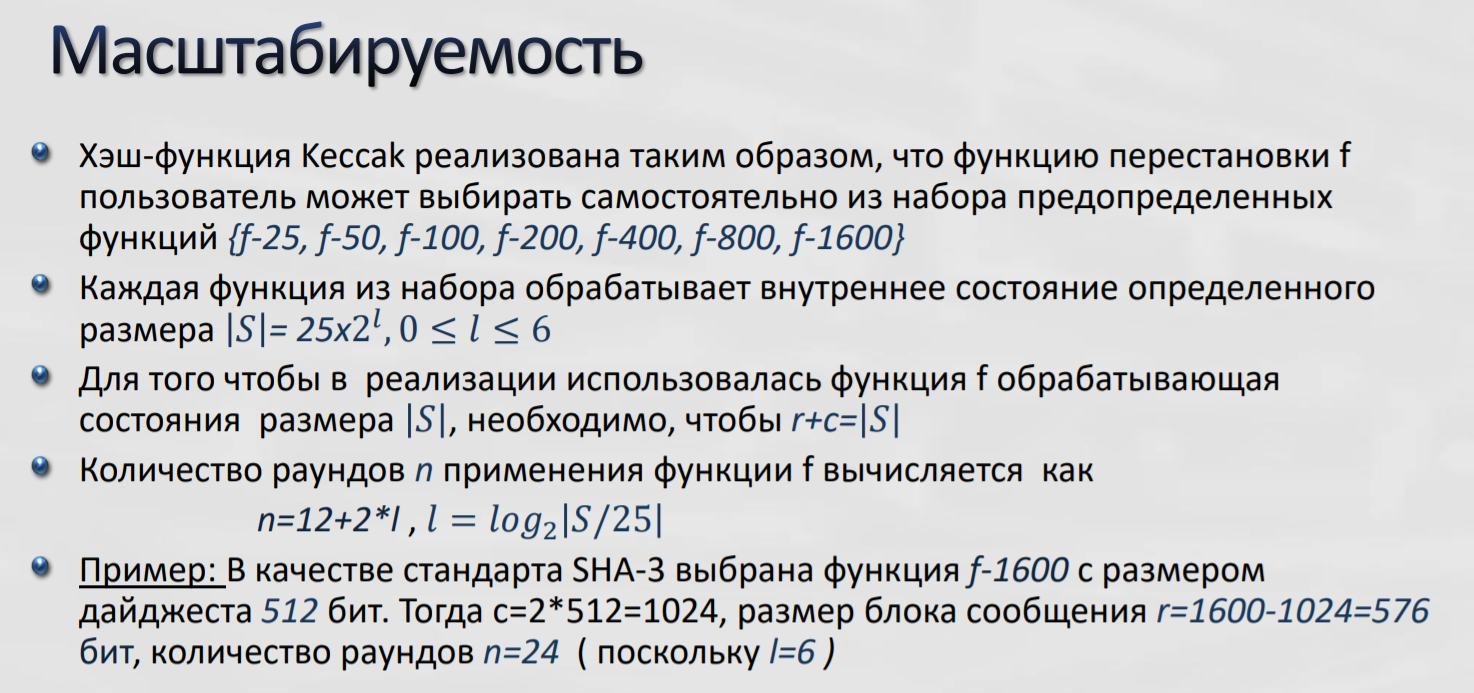 Масштабируемость
Хэш-функция Keccak реализована таким образом, что функцию перестановки f
пользователь может выбирать самостоятельно из набора предопределенных
функций {f-25, f-50, f-100, f-200, f-400, f-800, f-1600}
Каждая функция из набора обрабатывает внутреннее состояние определенного
размера |S|= 25x2^l, 0 ≤ l ≤ 6
Для того чтобы в реализации использовалась функция f обрабатывающая
состояния размера |S|, необходимо, чтобы r+c=|S|
Количество раундов n применения функции f вычисляется как
n=12+2*l , l = log₂|S/25|
Пример: В качестве стандарта SHA-3 выбрана функция f-1600 с размером
дайджеста 512 бит. Тогда c=2*512=1024, размер блока сообщения r=1600-1024=576
бит, количество раундов n=24 ( поскольку l=6 )